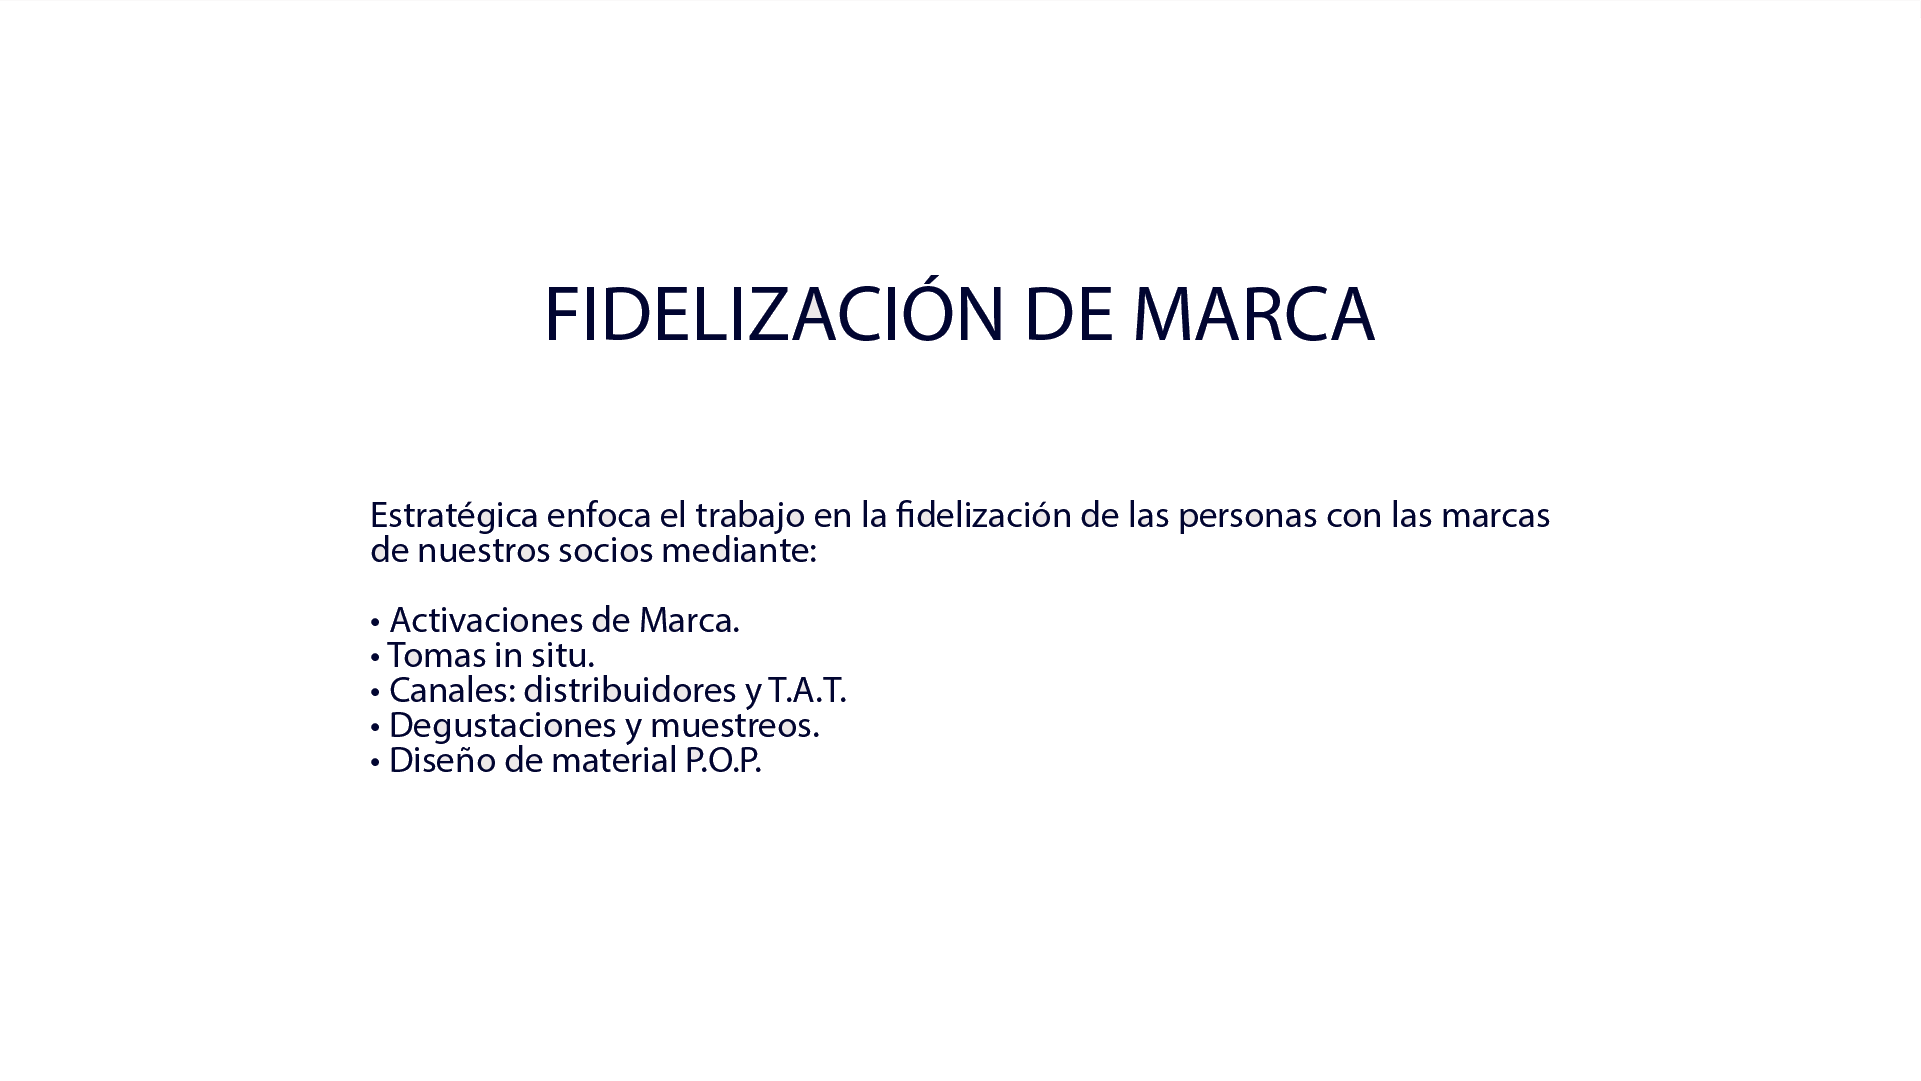 FIDELIZACIÓN DE MARCA
Estratégica enfoca el trabajo en la fidelización de las personas con las marcas
de nuestros socios mediante:
• Activaciones de Marca.
• Tomas in situ.
• Canales: distribuidores y T.A.T.
• Degustaciones y muestreos.
• Diseño de material P.O.P.